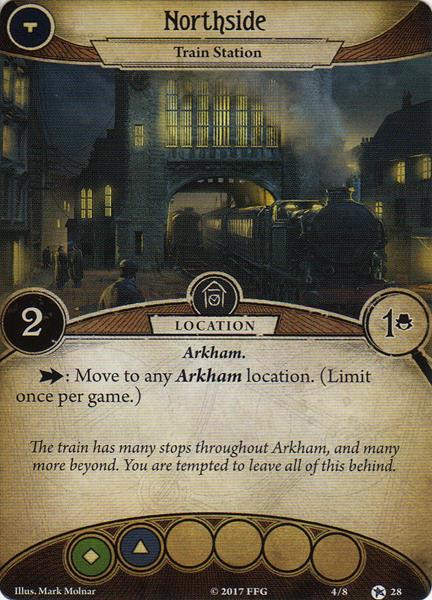 Northside
Train Station
2
1
LOCATION
Arkham.
: Move to any Arkham location. (Limit
once per game.)
The train has many stops throughout Arkham, and many
more beyond. You are tempted to leave all of this behind.
Illus. Mark Molnar © 2017 FFG 4/8 28